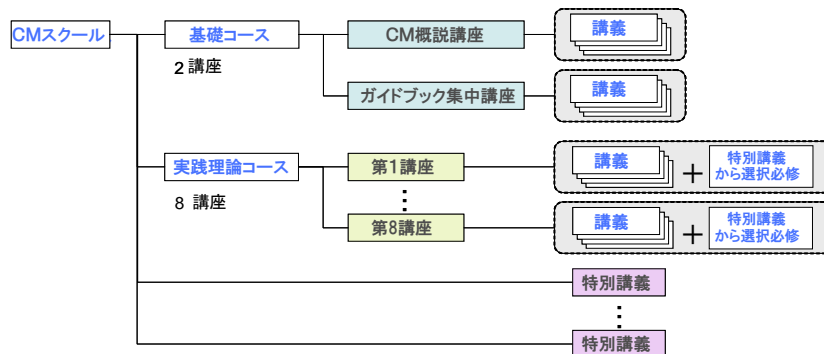 CMスクール
基礎コース
2講座
CM概説講座
講義
ガイドブック集中講座
講義
実践理論コース
8 講座
第1講座
講義
+
特別講義
から選択必修
第8講座
講義
+
特別講義
から選択必修
特別講義
特別講義